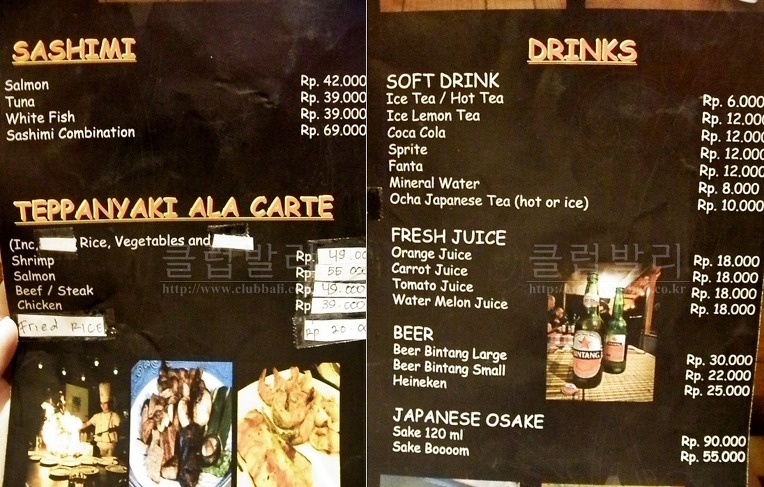 SASHIMI
Salmon Rp. 42.000
Tuna Rp. 39.000
White Fish Rp. 39.000
Sashimi Combination Rp. 69.000
TEPPANYAKI ALA CARTE
(Inc, Rice, Vegetables and
Shrimp Rp. 49.00
Salmon Rp. 55.000
Beef / Steak Rp. 49.000
Chicken Rp. 39.000
Fried RICE Rp 20.0
DRINKS
SOFT DRINK
Ice Tea / Hot Tea Rp. 6.000
Ice Lemon Tea Rp. 12.000
Coca Cola Rp. 12.000
Sprite Rp. 12.000
Fanta Rp. 12.000
Mineral Water Rp. 8.000
Ocha Japanese Tea (hot or ice) Rp. 10.000
FRESH JUICE
Orange Juice Rp. 18.000
Carrot Juice Rp. 18.000
Tomato Juice Rp. 18.000
Water Melon Juice Rp. 18.000
BINTANG
BEER
Beer Bintang Large Rp. 30.000
Beer Bintang Small Rp. 22.000
Heineken Rp. 25.000
JAPANESE OSAKE
Sake 120 ml Rp. 90.000
Sake Boooom Rp. 55.000
클럽발리
http://www.clubbali.c
클럽발리
http://www. .co.kr